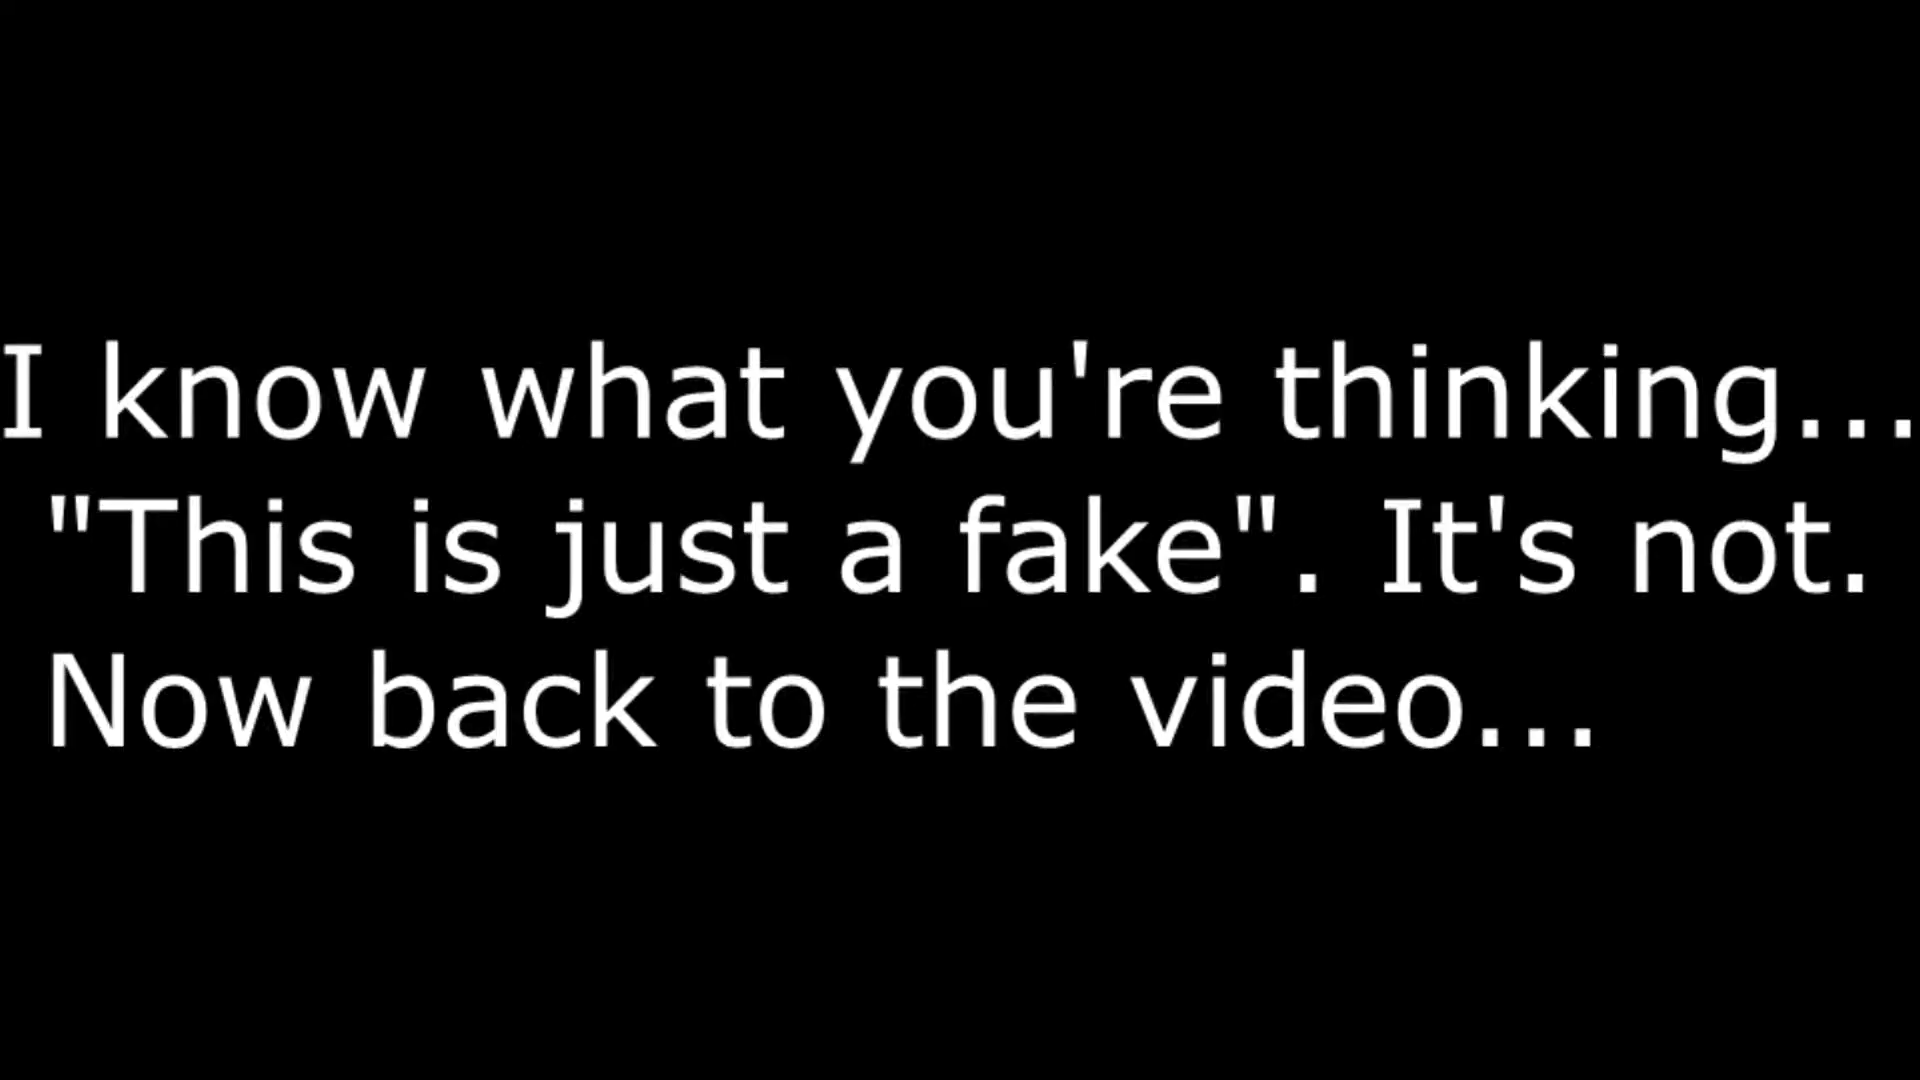 I know what you're thinking...
"This is just a fake". It's not.
Now back to the video...